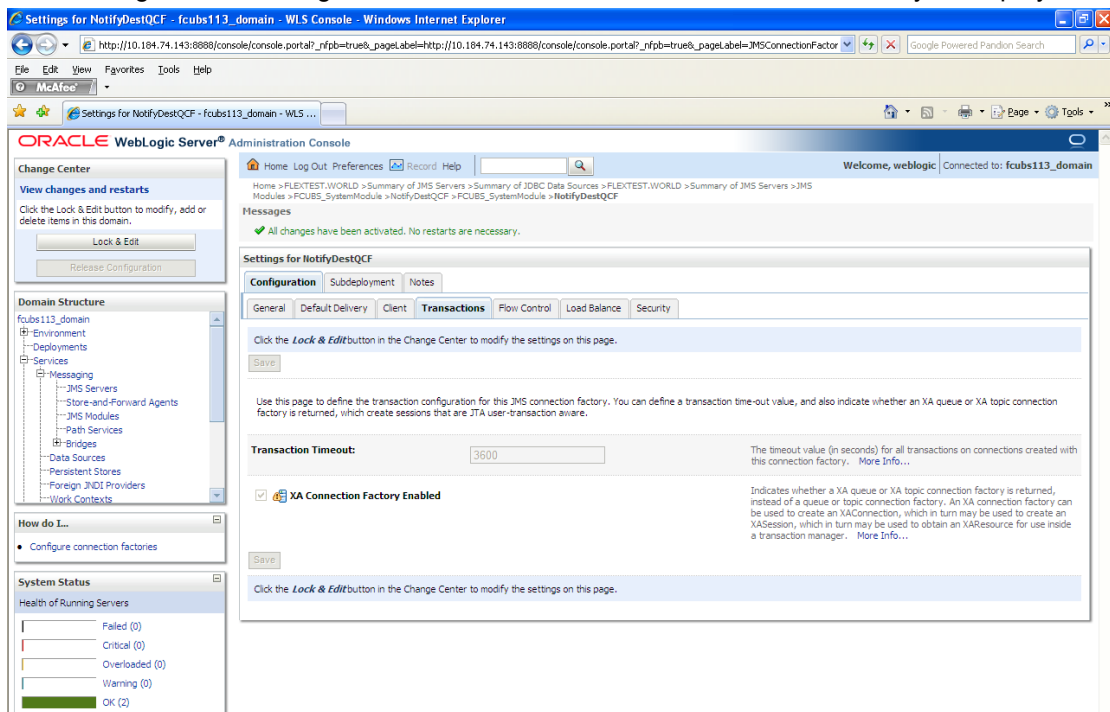 Settings for NotifyDestQCF - fcubs113_domain - WLS Console - Windows Internet Explorer
http://10.184.74.143:8888/console/console.portal?_nfpb=true&_pageLabel=http://10.184.74.143:8888/console/console.portal?_nfpb=true&_pageLabel=JMSConnectionFactor
Google Powered Pandion Search
File Edit View Favorites Tools Help
McAfee
Settings for NotifyDestQCF - fcubs113_domain - WLS ...
Page Tools
ORACLE WebLogic Server® Administration Console
Change Center
View changes and restarts
Click the Lock & Edit button to modify, add or
delete items in this domain.
Lock & Edit
Release Configuration
Domain Structure
fcubs113_domain
Environment
Deployments
Services
Messaging
JMS Servers
Store-and-Forward Agents
JMS Modules
Path Services
Bridges
Data Sources
Persistent Stores
Foreign JNDI Providers
Work Contexts
How do I...
Configure connection factories
System Status
Health of Running Servers
Failed (0)
Critical (0)
Overloaded (0)
Warning (0)
OK (2)
Home Log Out Preferences Record Help
Welcome, weblogic Connected to: fcubs113_domain
Home >FLEXTEST.WORLD >Summary of JMS Servers >Summary of JDBC Data Sources >FLEXTEST.WORLD >Summary of JMS Servers >JMS
Modules >FCUBS_SystemModule >NotifyDestQCF >FCUBS_SystemModule >NotifyDestQCF
Messages
All changes have been activated. No restarts are necessary.
Settings for NotifyDestQCF
Configuration Subdeployment Notes
General Default Delivery Client Transactions Flow Control Load Balance Security
Click the Lock & Edit button in the Change Center to modify the settings on this page.
Save
Use this page to define the transaction configuration for this JMS connection factory. You can define a transaction time-out value, and also indicate whether an XA queue or XA topic connection
factory is returned, which create sessions that are JTA user-transaction aware.
Transaction Timeout:
3600
The timeout value (in seconds) for all transactions on connections created with
this connection factory. More Info...
XA Connection Factory Enabled
Indicates whether a XA queue or XA topic connection factory is returned,
instead of a queue or topic connection factory. An XA connection factory can
be used to create an XAConnection, which in turn may be used to create an
XASession, which in turn may be used to obtain an XAResource for use inside
a transaction manager. More Info...
Save
Click the Lock & Edit button in the Change Center to modify the settings on this page.